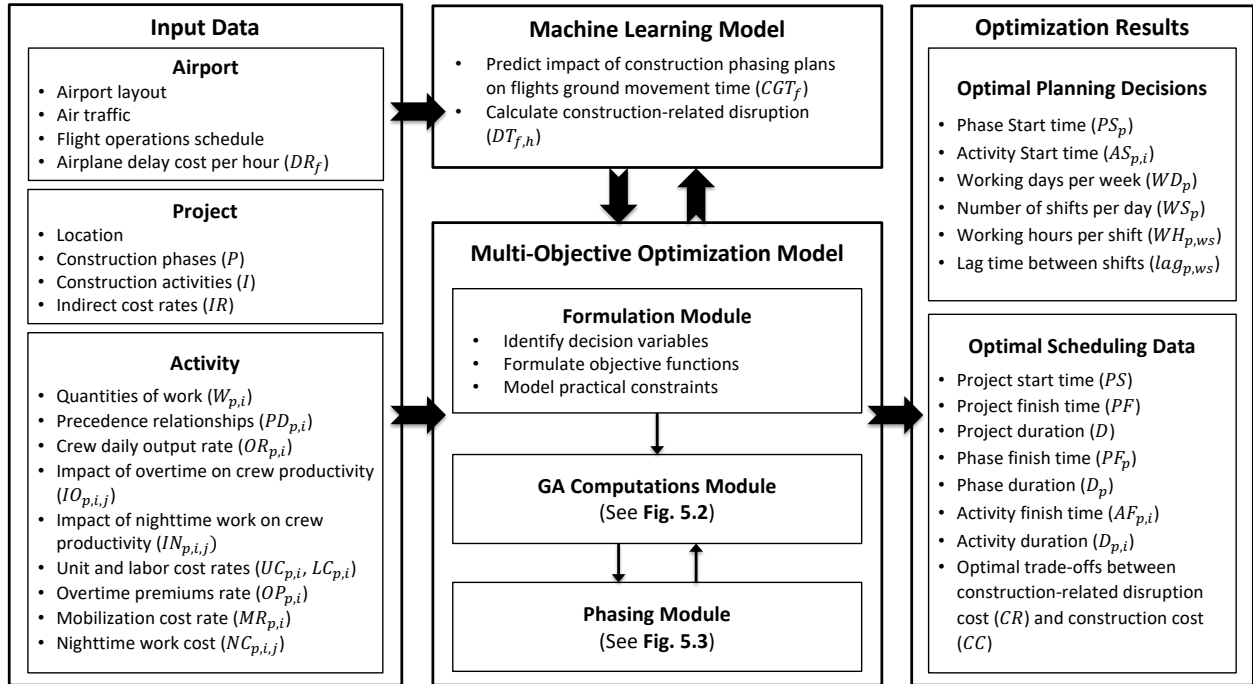 Input Data
Airport
• Airport layout
• Air traffic
• Flight operations schedule
• Airplane delay cost per hour (DR_f)
Project
• Location
• Construction phases (P)
• Construction activities (I)
• Indirect cost rates (IR)
Activity
• Quantities of work (W_{p,i})
• Precedence relationships (PD_{p,i})
• Crew daily output rate (OR_{p,i})
• Impact of overtime on crew productivity
(IO_{p,i,j})
• Impact of nighttime work on crew
productivity (IN_{p,i,j})
• Unit and labor cost rates (UC_{p,i}, LC_{p,i})
• Overtime premiums rate (OP_{p,i})
• Mobilization cost rate (MR_{p,i})
• Nighttime work cost (NC_{p,i,j})
Machine Learning Model
• Predict impact of construction phasing plans
on flights ground movement time (CGT_f)
• Calculate construction-related disruption
(DT_{f,h})
Multi-Objective Optimization Model
Formulation Module
• Identify decision variables
• Formulate objective functions
• Model practical constraints
GA Computations Module
(See Fig. 5.2)
Phasing Module
(See Fig. 5.3)
Optimization Results
Optimal Planning Decisions
• Phase Start time (PS_p)
• Activity Start time (AS_{p,i})
• Working days per week (WD_p)
• Number of shifts per day (WS_p)
• Working hours per shift (WH_{p,ws})
• Lag time between shifts (lag_{p,ws})
Optimal Scheduling Data
• Project start time (PS)
• Project finish time (PF)
• Project duration (D)
• Phase finish time (PF_p)
• Phase duration (D_p)
• Activity finish time (AF_{p,i})
• Activity duration (D_{p,i})
• Optimal trade-offs between
construction-related disruption
cost (CR) and construction cost
(CC)